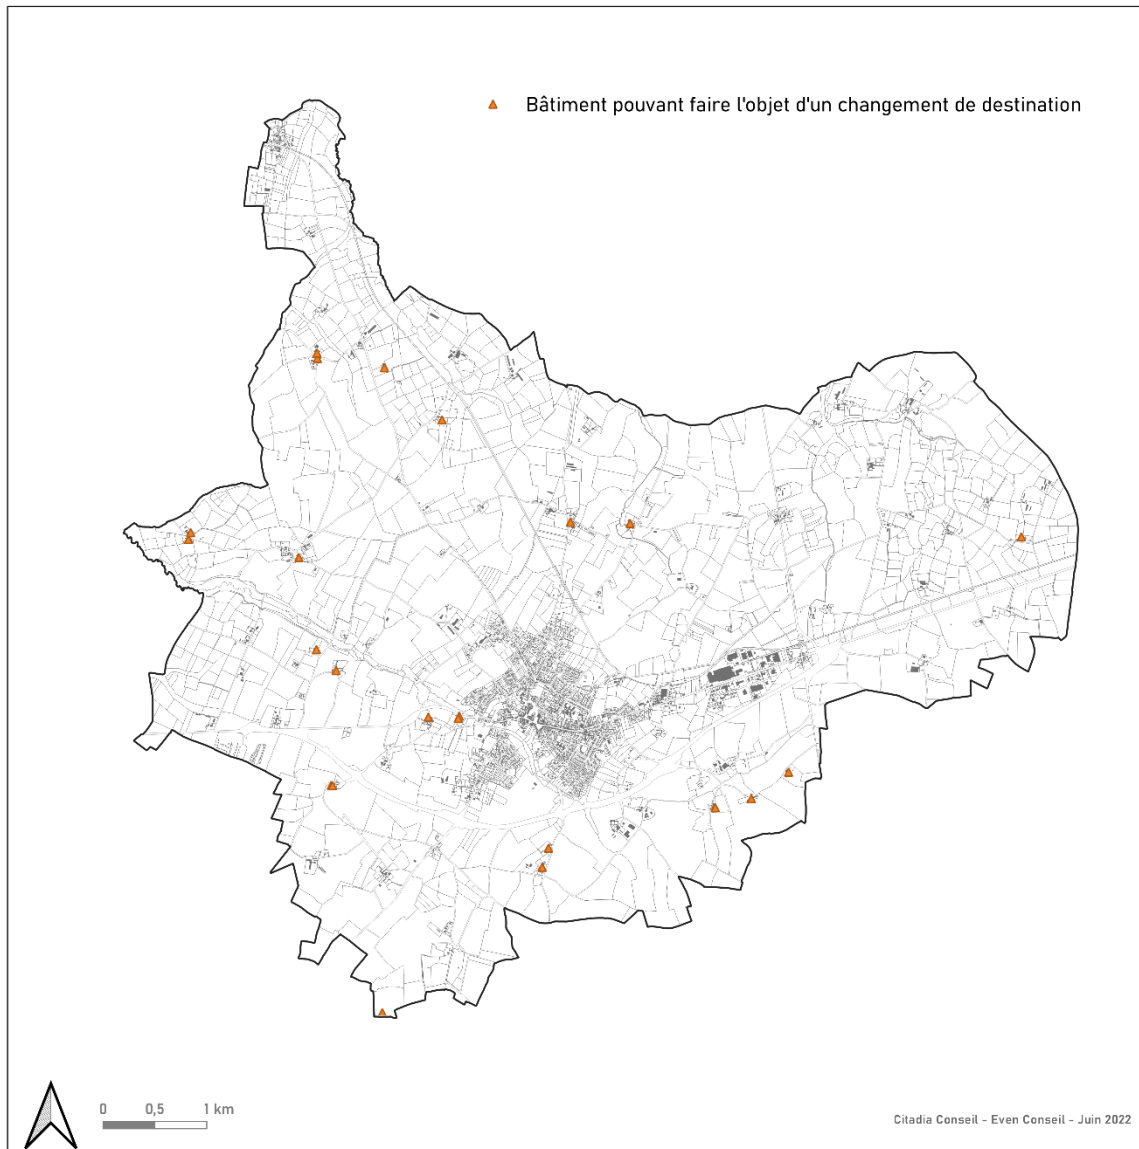 Bâtiment pouvant faire l'objet d'un changement de destination
0 0,5 1 km
Citadia Conseil - Even Conseil - Juin 2022